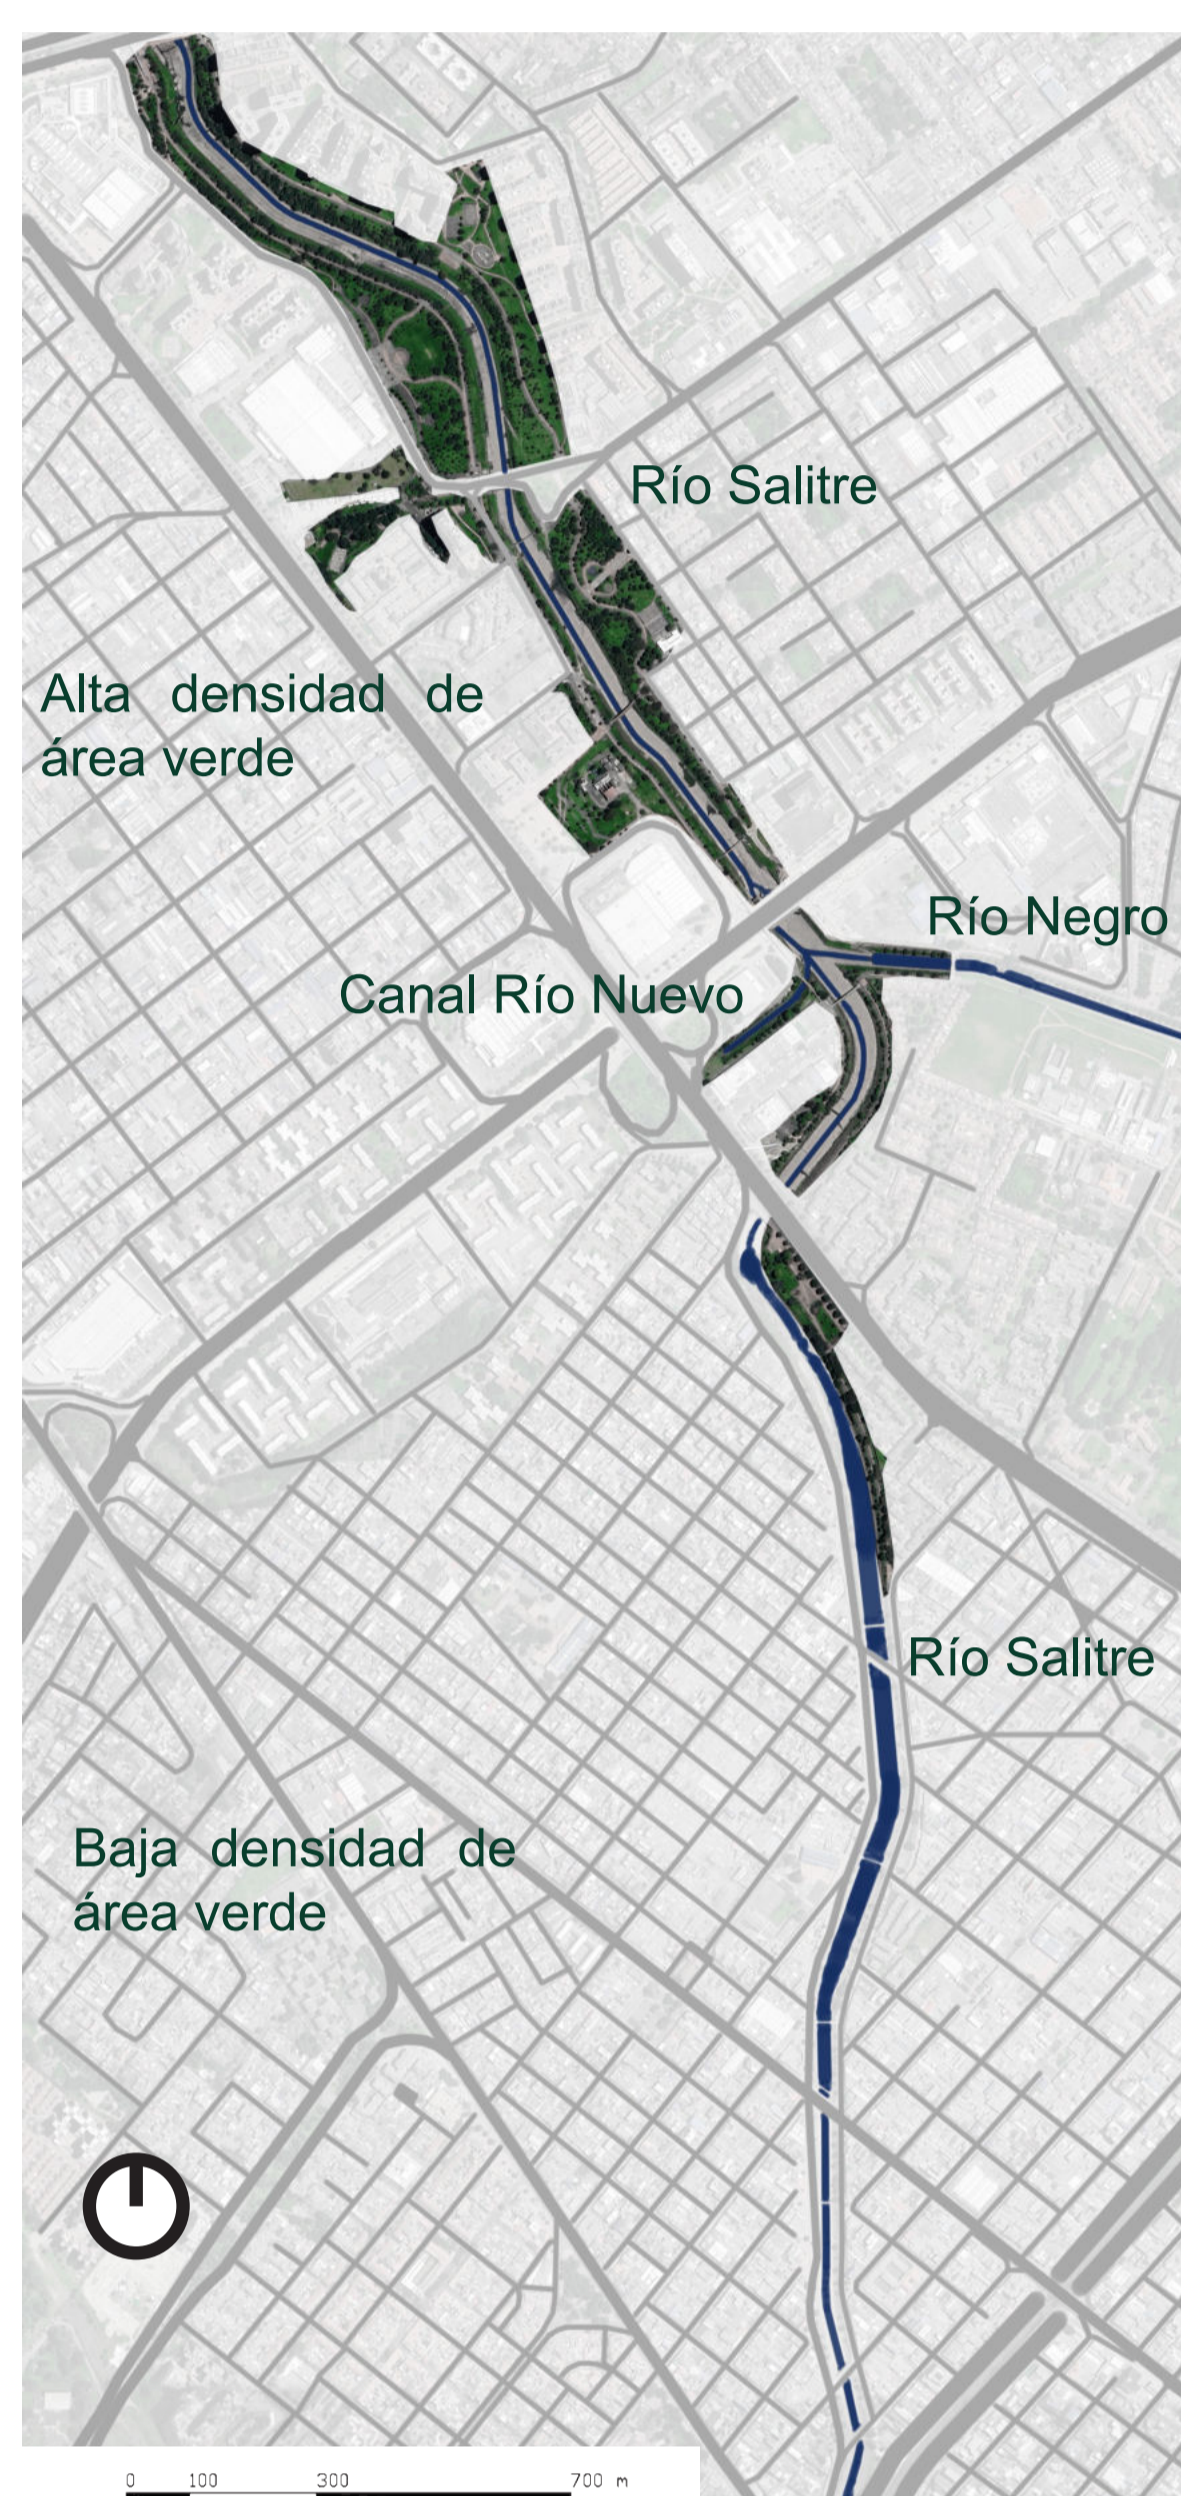 Río Salitre
Alta densidad de
área verde
Río Negro
Canal Río Nuevo
Río Salitre
Baja densidad de
área verde
0 100 300 700 m